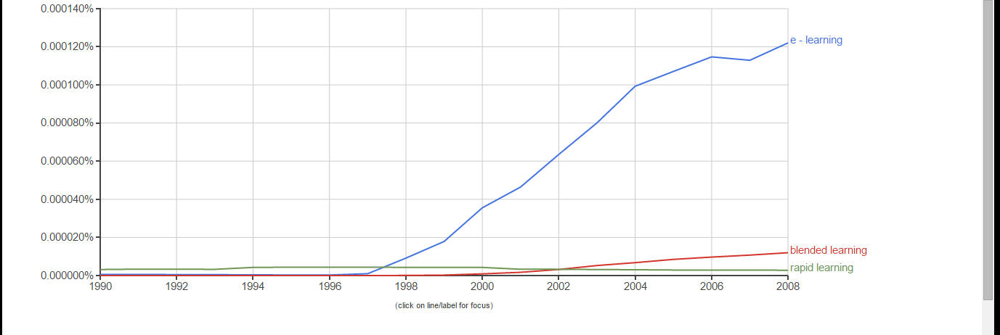 0.000140%
0.000120%
0.000100%
0.000080%
0.000060%
0.000040%
0.000020%
0.000000%
e - learning
blended learning
rapid learning
1990 1992 1994 1996 1998 2000 2002 2004 2006 2008
(click on line/label for focus)